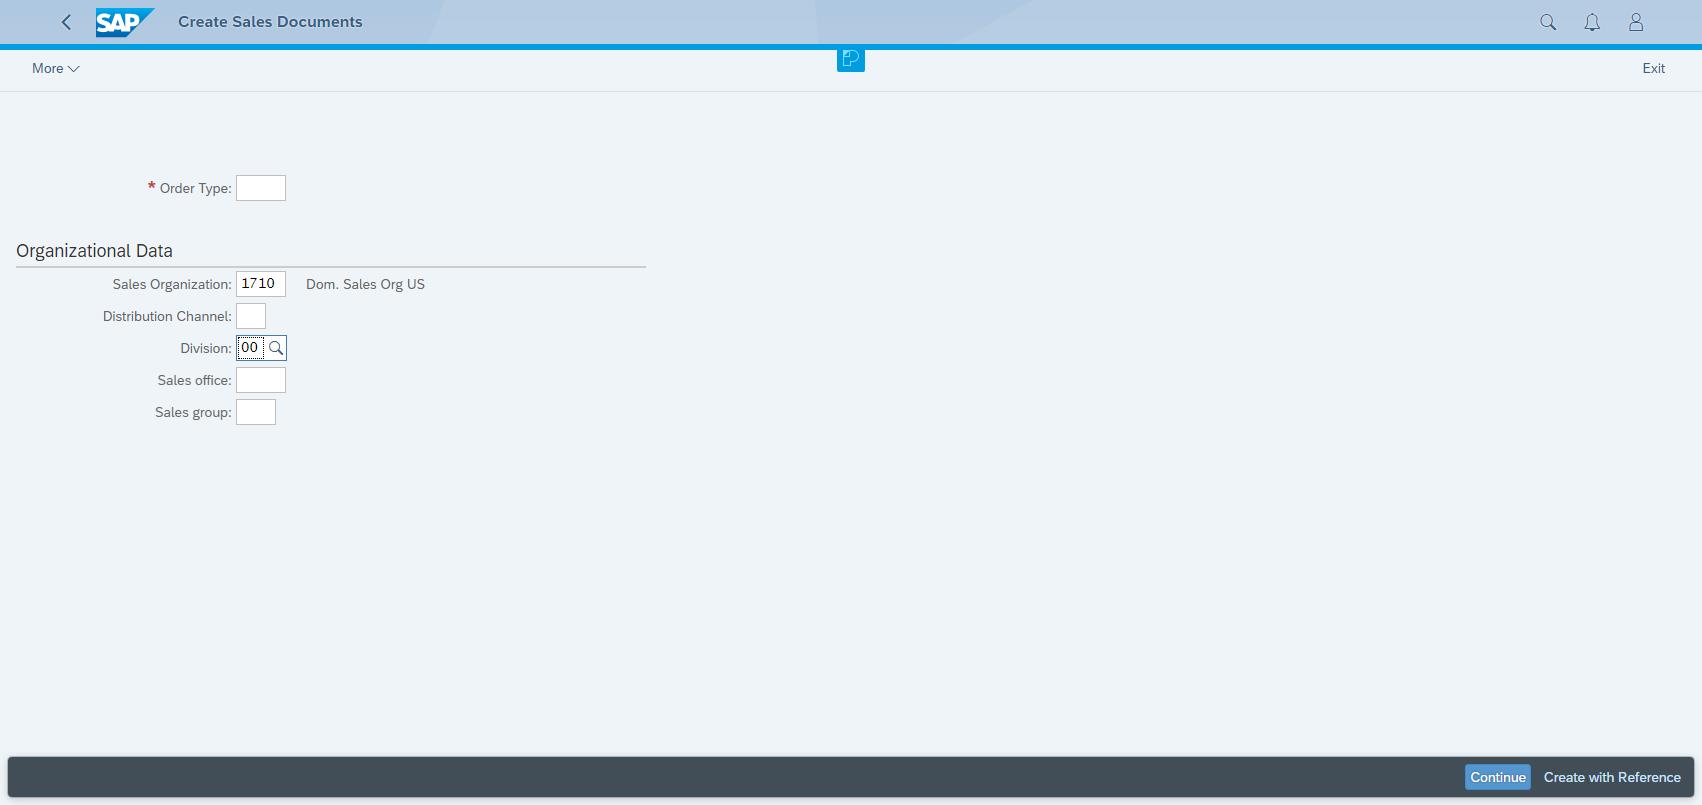 SAP Create Sales Documents
More Exit
* Order Type:
Organizational Data
Sales Organization: 1710 Dom. Sales Org US
Distribution Channel:
Division: 00
Sales office:
Sales group:
Continue Create with Reference